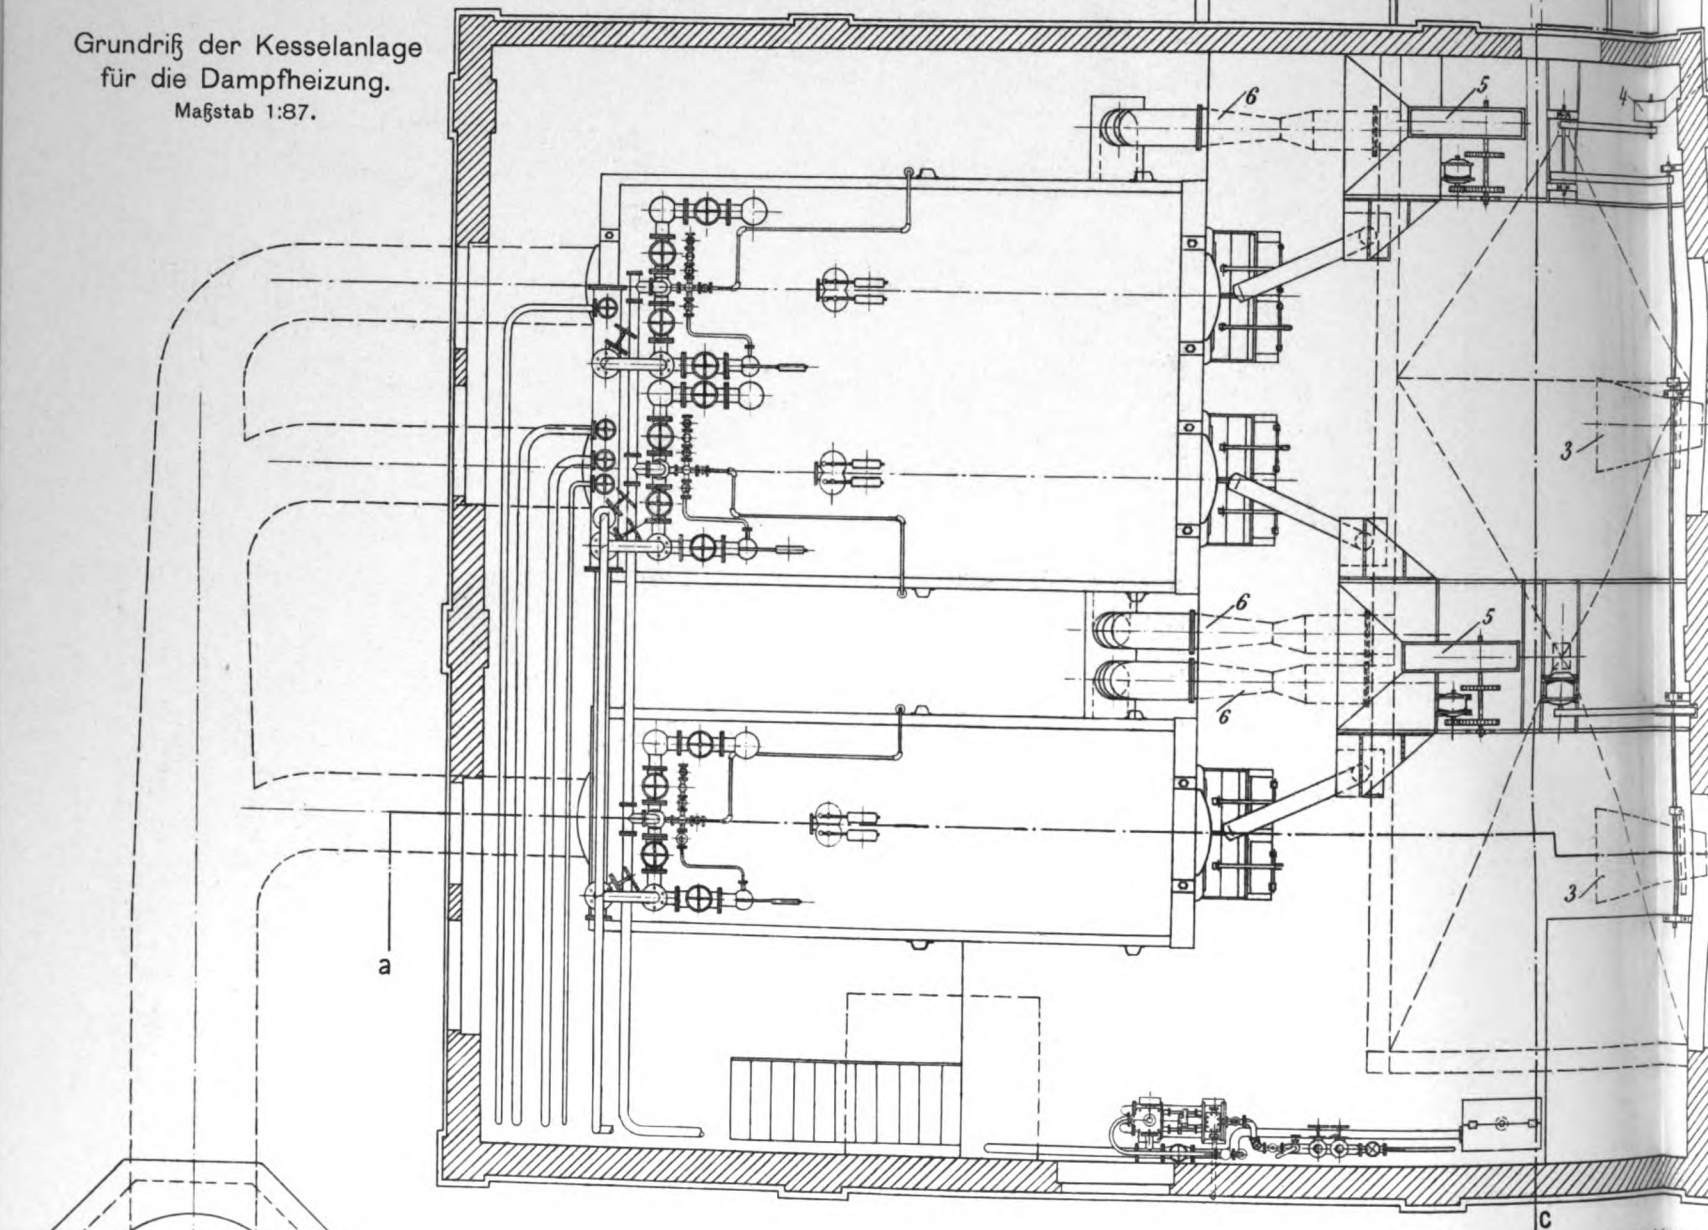 Grundriß der Kesselanlage
für die Dampfheizung.
Maßstab 1:87.
6
5
4
3
6
5
6
3
a
c